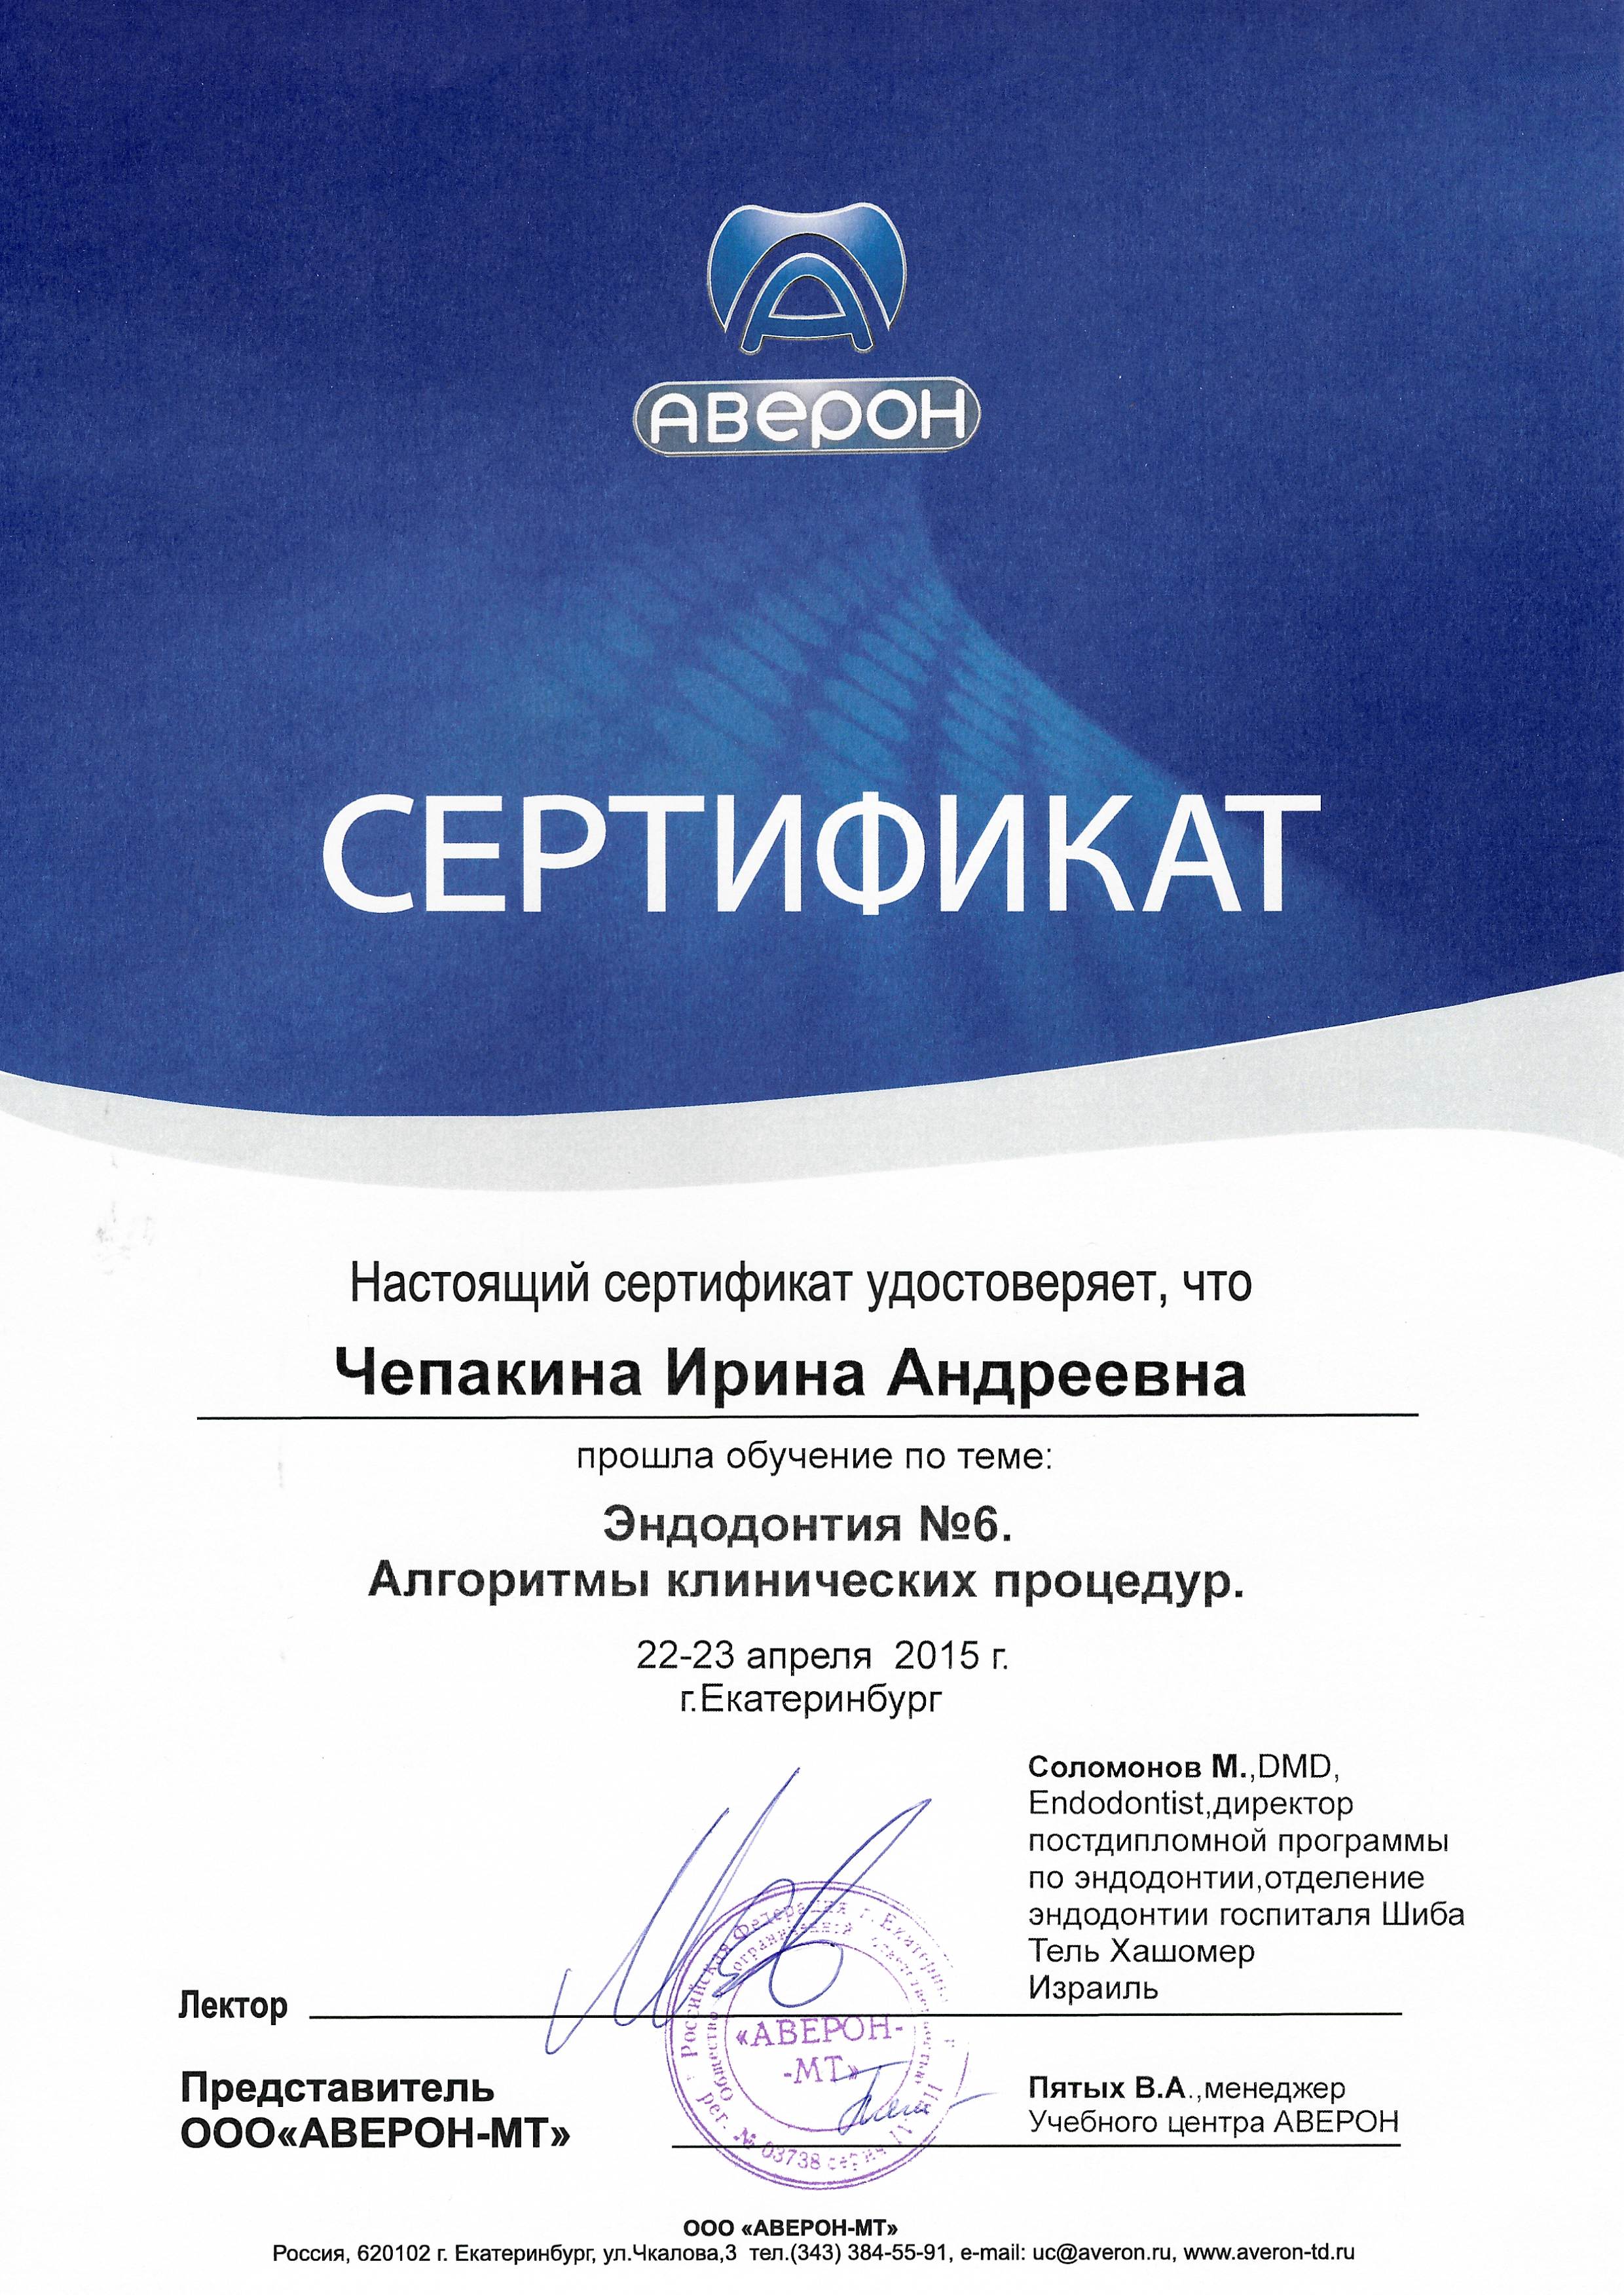 АВЕРОН
СЕРТИФИКАТ
Настоящий сертификат удостоверяет, что
Чепакина Ирина Андреевна
прошла обучение по теме:
Эндодонтия №6.
Алгоритмы клинических процедур.
22-23 апреля 2015 г.
г.Екатеринбург
Соломонов М.,DMD,
Endodontist,директор
постдипломной программы
по эндодонтии,отделение
эндодонтии госпиталя Шиба
Тель Хашомер
Израиль
Лектор
Российская Федерация г. Екатерин
Общество ограниченной ответственностью
рег. № 03738 серия
«АВЕРОН-
-МТ»
Представитель
ООО«АВЕРОН-МТ»
Пятых В.А.,менеджер
Учебного центра АВЕРОН
ООО «АВЕРОН-МТ»
Россия, 620102 г. Екатеринбург, ул.Чкалова,3 тел.(343) 384-55-91, e-mail: uc@averon.ru, www.averon-td.ru